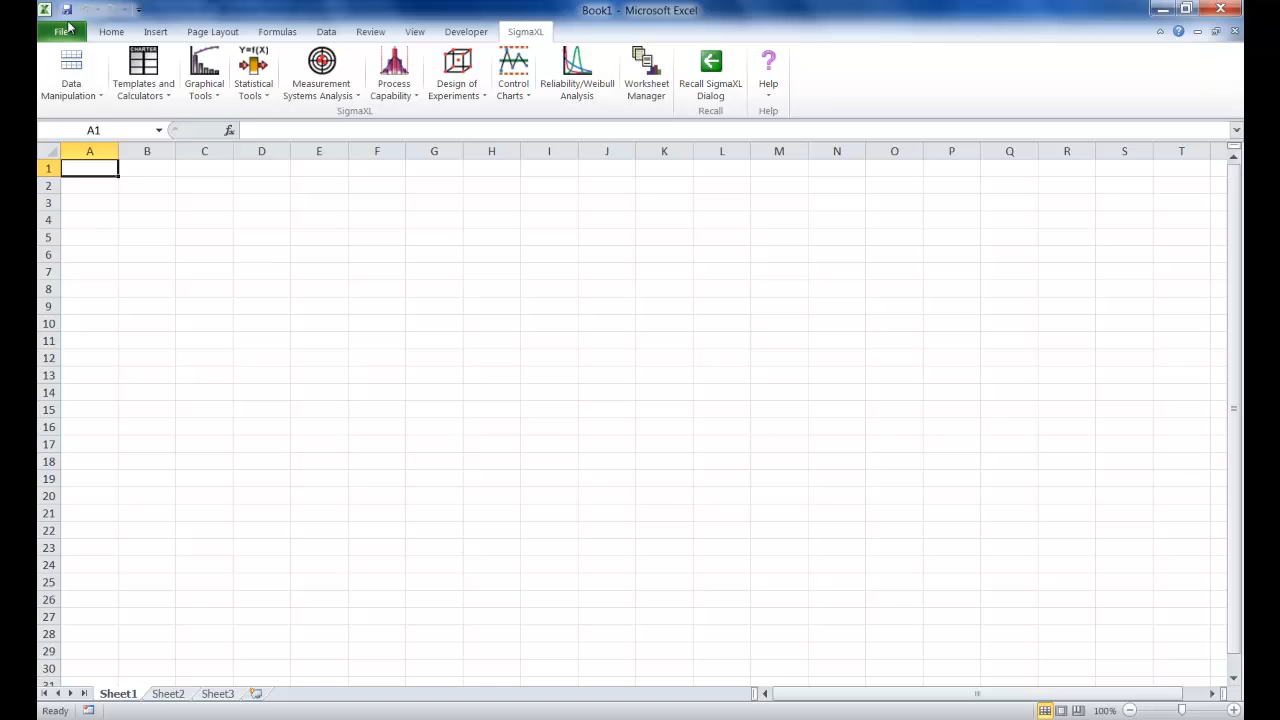 Book1 - Microsoft Excel
File Home Insert Page Layout Formulas Data Review View Developer SigmaXL
Data Manipulation
Templates and Calculators
Graphical Tools
Statistical Tools
Measurement Systems Analysis
Process Capability
Design of Experiments
Control Charts
Reliability/Weibull Analysis
Worksheet Manager
Recall SigmaXL Dialog
Help
CHARTER
Y=f(X)
SigmaXL Recall Help
A1 fx
A B C D E F G H I J K L M N O P Q R S T
1
2
3
4
5
6
7
8
9
10
11
12
13
14
15
16
17
18
19
20
21
22
23
24
25
26
27
28
29
30
31
Sheet1 Sheet2 Sheet3
Ready 100%